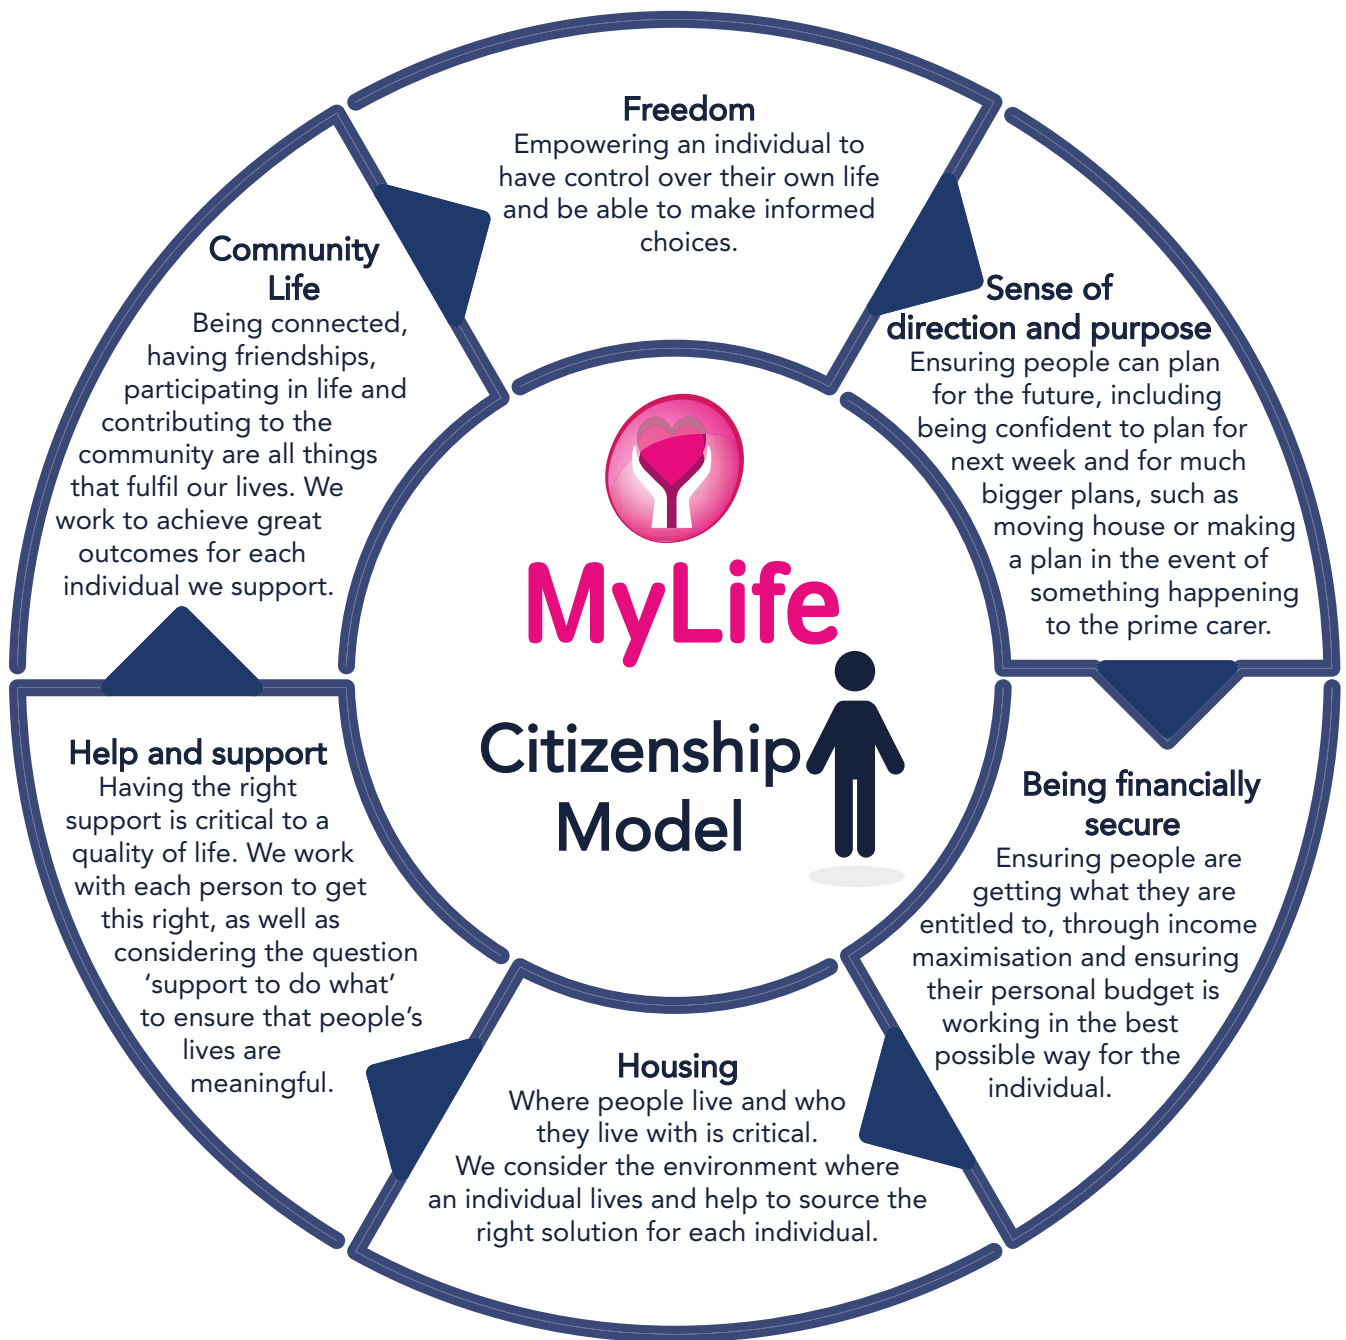 Freedom
Empowering an individual to
have control over their own life
and be able to make informed
choices.
Sense of
direction and purpose
Ensuring people can plan
for the future, including
being confident to plan for
next week and for much
bigger plans, such as
moving house or making
a plan in the event of
something happening
to the prime carer.
Being financially
secure
Ensuring people are
getting what they are
entitled to, through income
maximisation and ensuring
their personal budget is
working in the best
possible way for the
individual.
Housing
Where people live and who
they live with is critical.
We consider the environment where
an individual lives and help to source the
right solution for each individual.
Help and support
Having the right
support is critical to a
quality of life. We work
with each person to get
this right, as well as
considering the question
‘support to do what’
to ensure that people’s
lives are
meaningful.
Community
Life
Being connected,
having friendships,
participating in life and
contributing to the
community are all things
that fulfil our lives. We
work to achieve great
outcomes for each
individual we support.
MyLife
Citizenship
Model